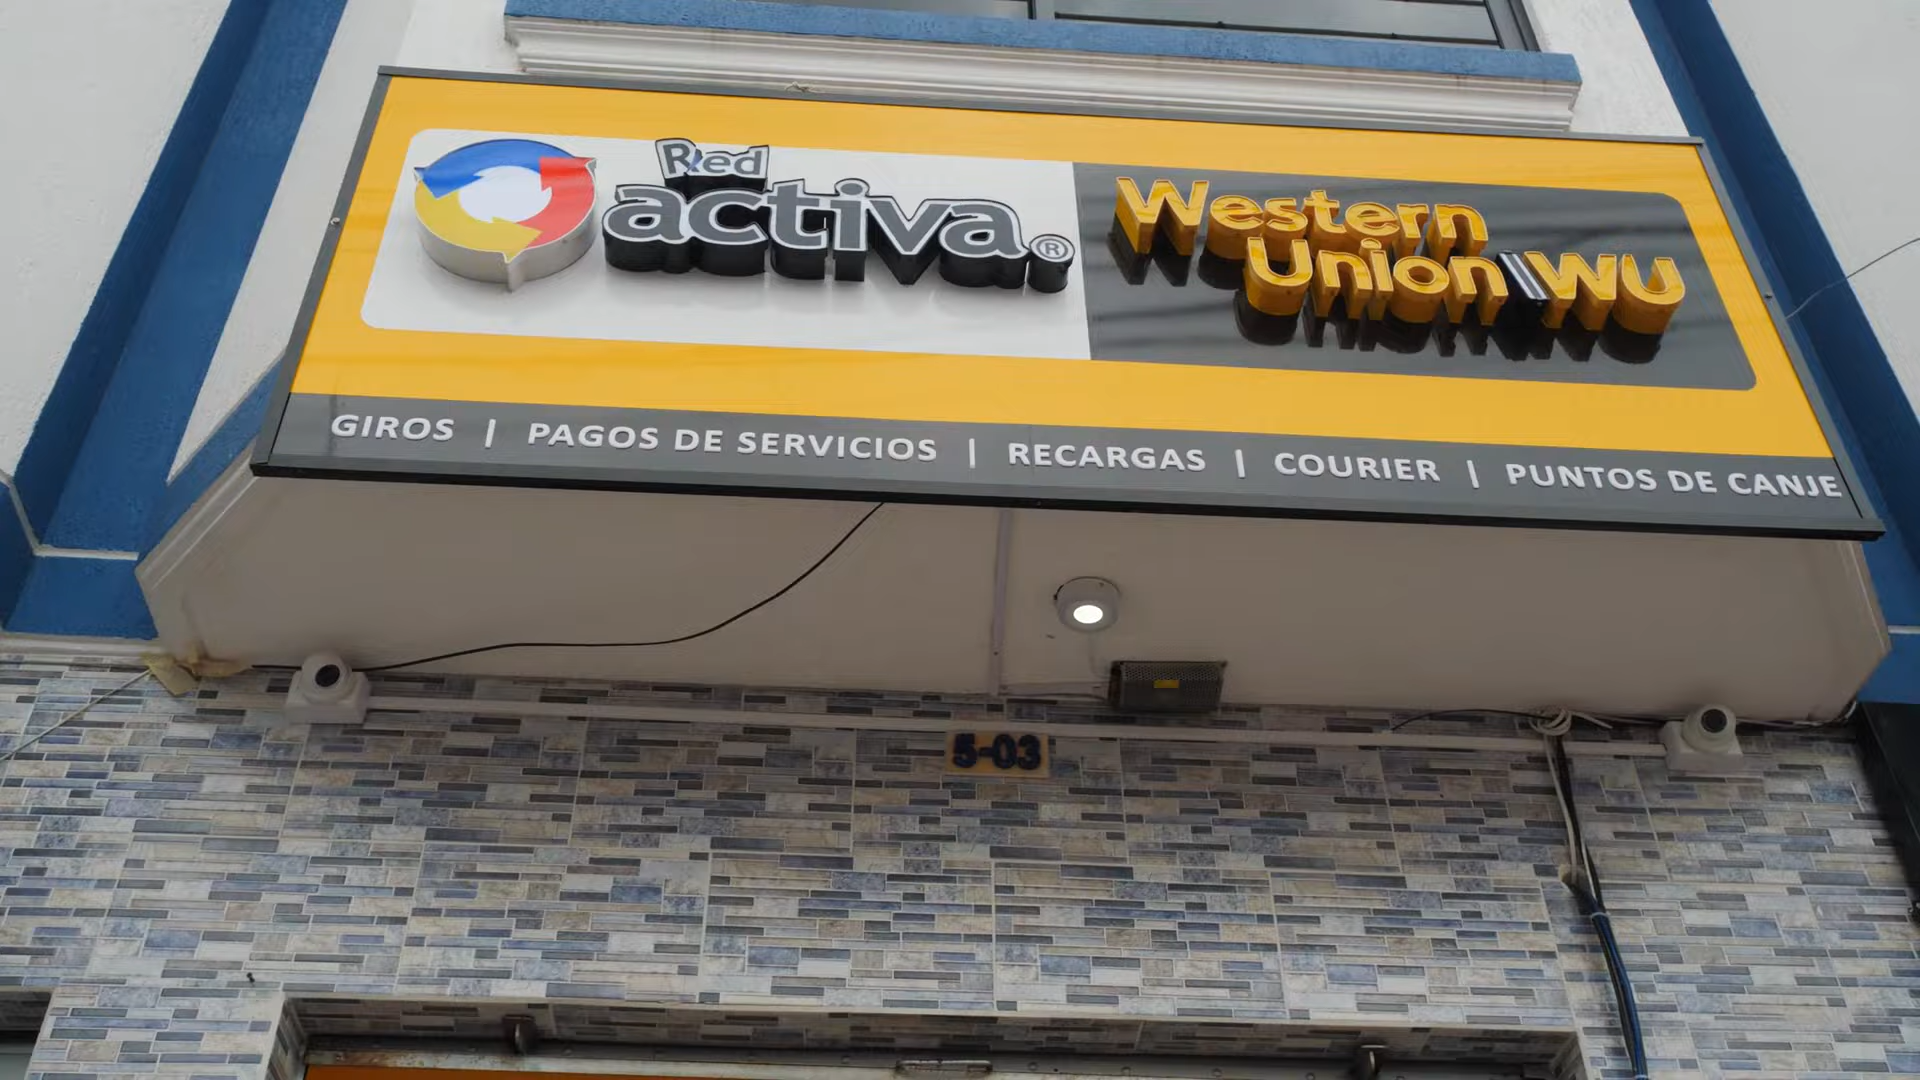 Red
activa®
Western
Union WU
GIROS | PAGOS DE SERVICIOS | RECARGAS | COURIER | PUNTOS DE CANJE
5-03